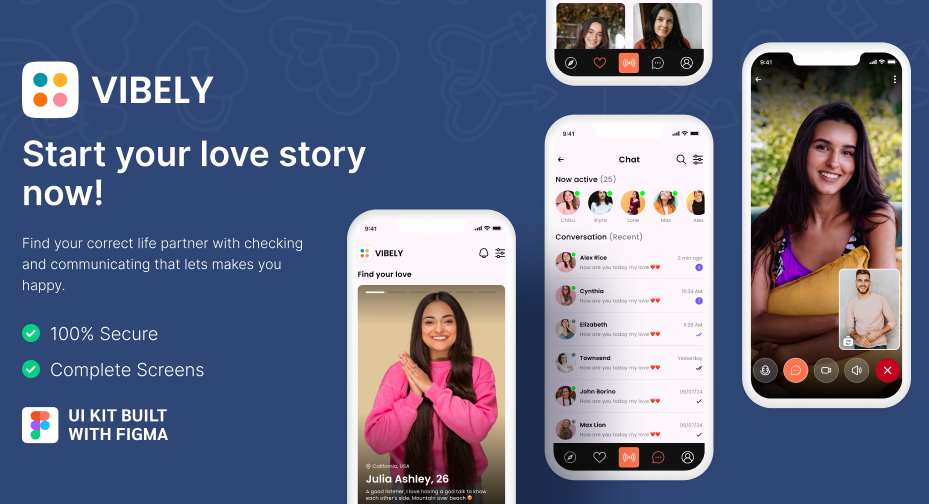 VIBELY
Start your love story
now!
Find your correct life partner with checking
and communicating that lets makes you
happy.
100% Secure
Complete Screens
UI KIT BUILT
WITH FIGMA
9:41
VIBELY
Find your love
California, USA
Julia Ashley, 26
A good listener, I love having a god talk to know
each other's side, Mountain over beach 😍
9:41
Chat
Now active (25)
Chiku
Kiyra
Lone
Max
Alex
Conversation (Recent)
Alex Rice
2 min ago
How are you today my love ❤❤
Cynthia
10:34 AM
How are you today my love ❤❤
Elizabeth
9:36 AM
How are you today my love ❤❤
Townsend
Yesterday
How are you today my love ❤❤
John Borino
09/07/24
How are you today my love ❤❤
Max Lion
09/07/24
How are you today my love ❤❤
9:41